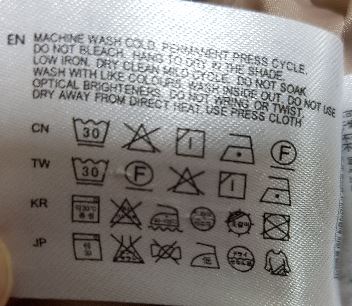 EN MACHINE WASH COLD, PERMANENT PRESS CYCLE.
DO NOT BLEACH. HANG TO DRY IN THE SHADE.
LOW IRON. DRY CLEAN MILD CYCLE. DO NOT SOAK
WASH WITH LIKE COLOURS. WASH INSIDE OUT. DO NOT USE
OPTICAL BRIGHTENERS. DO NOT WRING OR TWIST.
DRY AWAY FROM DIRECT HEAT. USE PRESS CLOTH
CN 30 F
TW 30 F
KR
JP 30